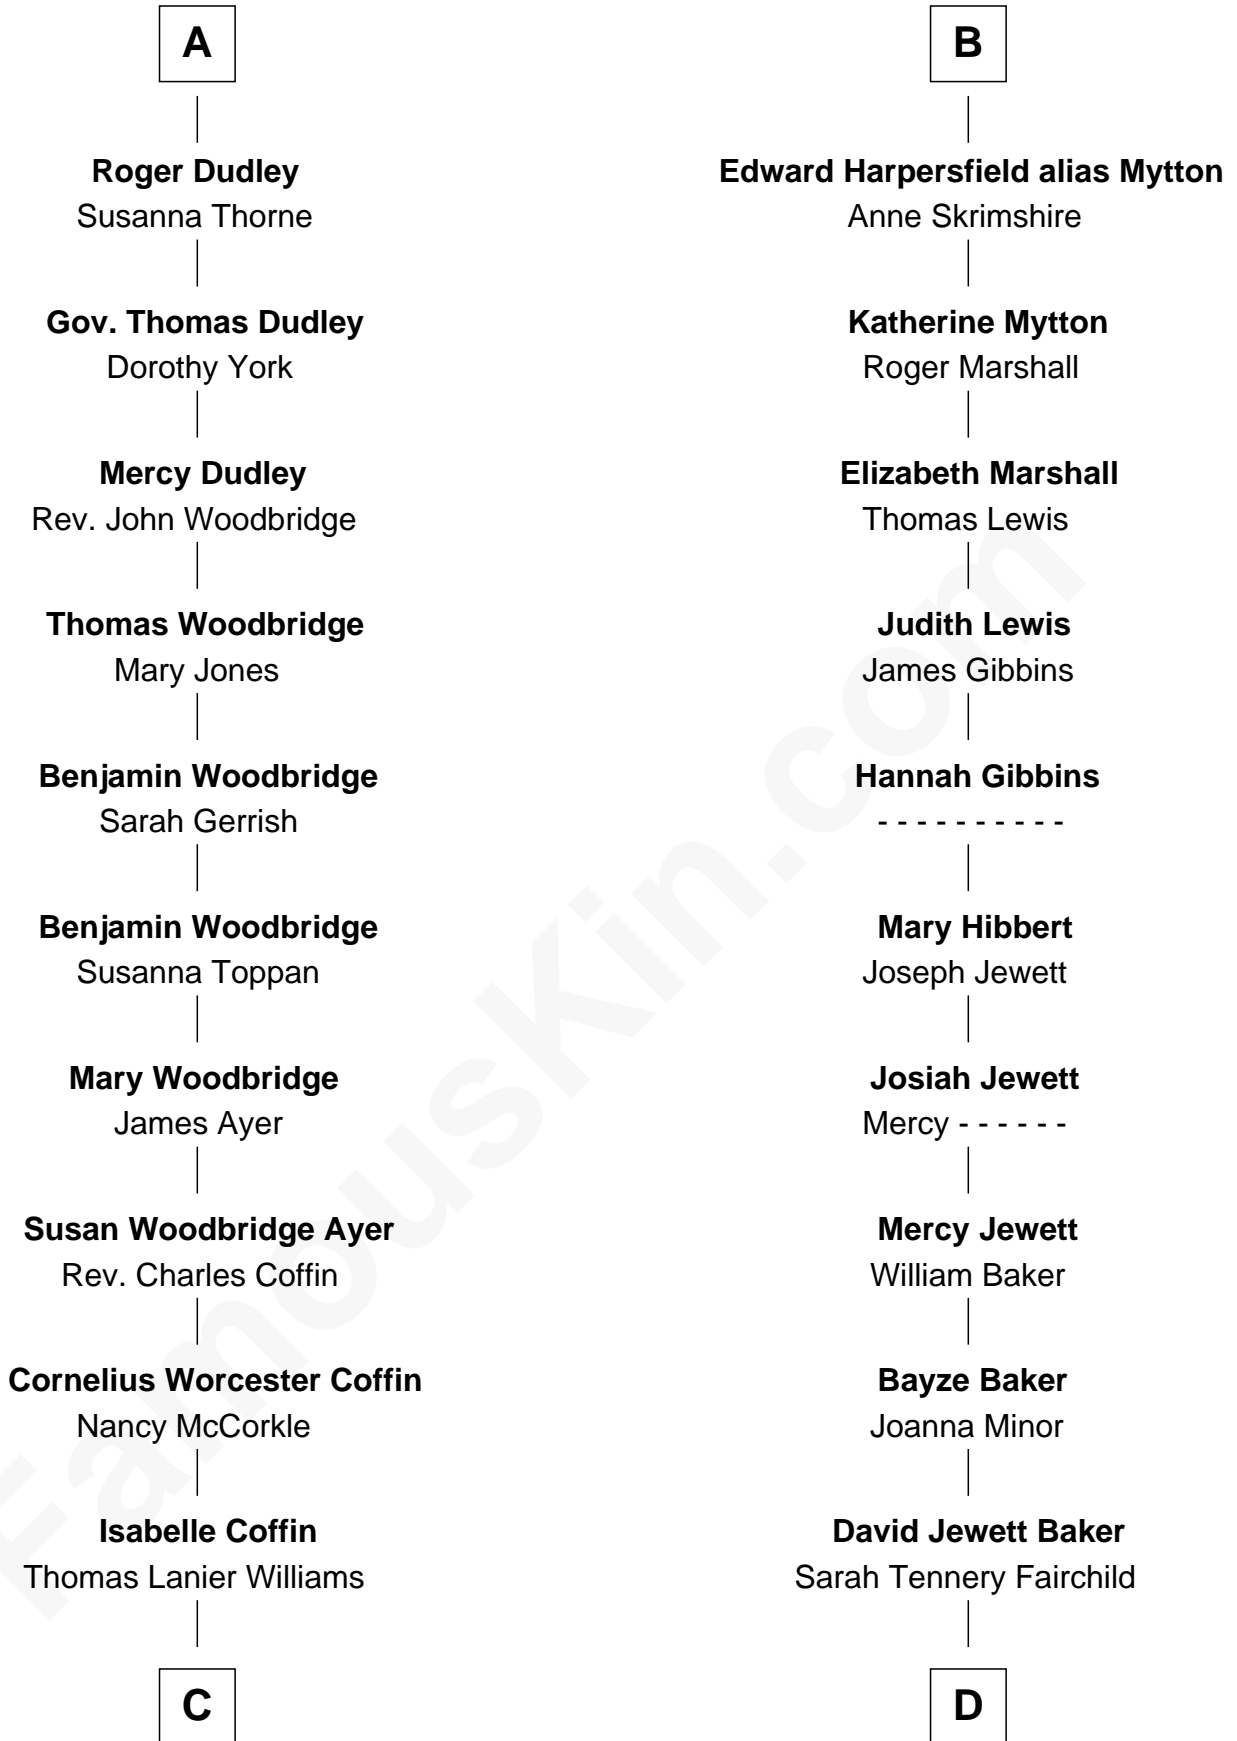 A
Roger Dudley
Susanna Thorne
Gov. Thomas Dudley
Dorothy York
Mercy Dudley
Rev. John Woodbridge
Thomas Woodbridge
Mary Jones
Benjamin Woodbridge
Sarah Gerrish
Benjamin Woodbridge
Susanna Toppan
Mary Woodbridge
James Ayer
Susan Woodbridge Ayer
Rev. Charles Coffin
Cornelius Worcester Coffin
Nancy McCorkle
Isabelle Coffin
Thomas Lanier Williams
C
B
Edward Harpersfield alias Mytton
Anne Skrimshire
Katherine Mytton
Roger Marshall
Elizabeth Marshall
Thomas Lewis
Judith Lewis
James Gibbins
Hannah Gibbins
- - - - - - - - - -
Mary Hibbert
Joseph Jewett
Josiah Jewett
Mercy - - - - - -
Mercy Jewett
William Baker
Bayze Baker
Joanna Minor
David Jewett Baker
Sarah Tennery Fairchild
D
FamousKin.com